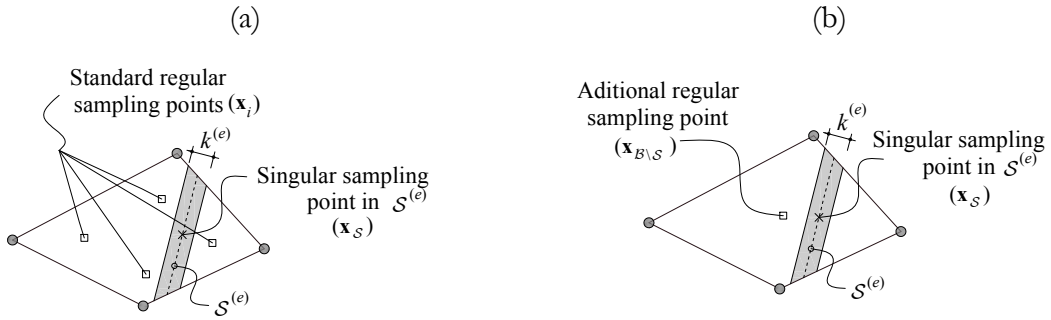 (a)
Standard regular
sampling points (x_i)
k^(e)
Singular sampling
point in S^(e)
(x_S)
S^(e)
(b)
Aditional regular
sampling point
(x_B\S)
k^(e)
Singular sampling
point in S^(e)
(x_S)
S^(e)